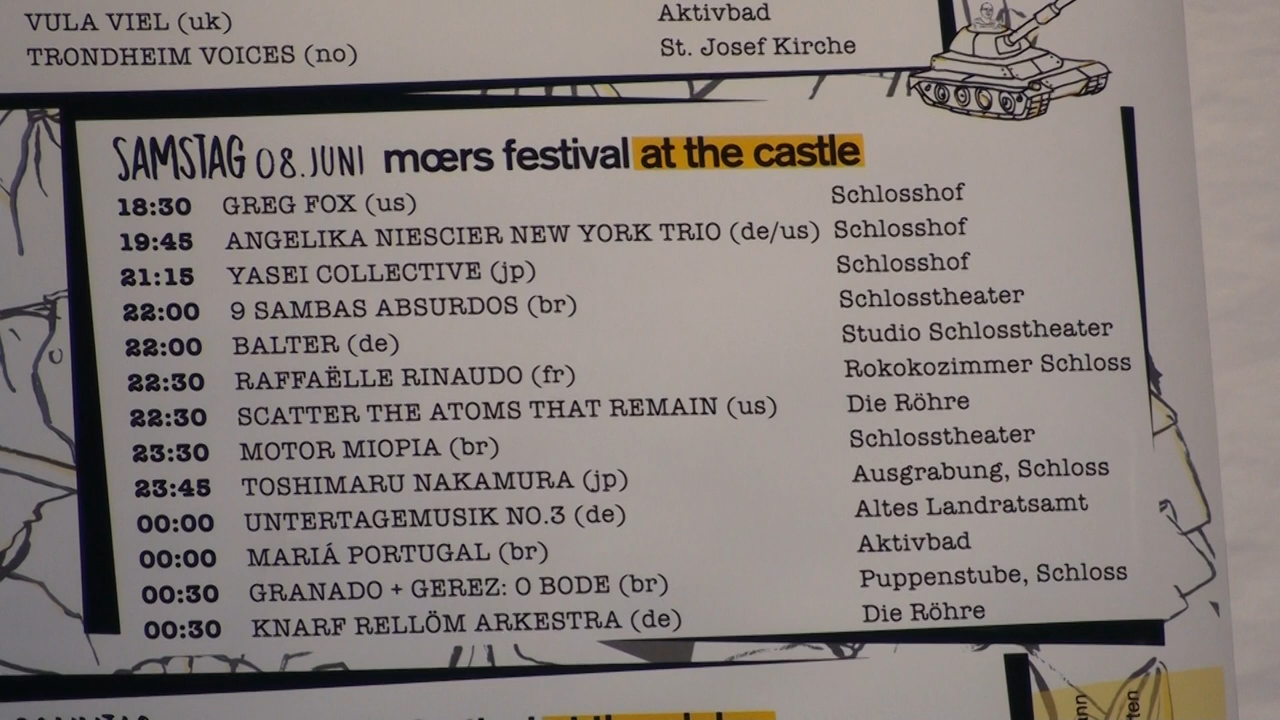 VULA VIEL (uk) Aktivbad
TRONDHEIM VOICES (no) St. Josef Kirche
SAMSTAG 08. JUNI mœrs festival at the castle
18:30 GREG FOX (us) Schlosshof
19:45 ANGELIKA NIESCIER NEW YORK TRIO (de/us) Schlosshof
21:15 YASEI COLLECTIVE (jp) Schlosshof
22:00 9 SAMBAS ABSURDOS (br) Schlosstheater
22:00 BALTER (de) Studio Schlosstheater
22:30 RAFFAËLLE RINAUDO (fr) Rokokozimmer Schloss
22:30 SCATTER THE ATOMS THAT REMAIN (us) Die Röhre
23:30 MOTOR MIOPIA (br) Schlosstheater
23:45 TOSHIMARU NAKAMURA (jp) Ausgrabung, Schloss
00:00 UNTERTAGEMUSIK NO.3 (de) Altes Landratsamt
00:00 MARIÁ PORTUGAL (br) Aktivbad
00:30 GRANADO + GEREZ: O BODE (br) Puppenstube, Schloss
00:30 KNARF RELLÖM ARKESTRA (de) Die Röhre